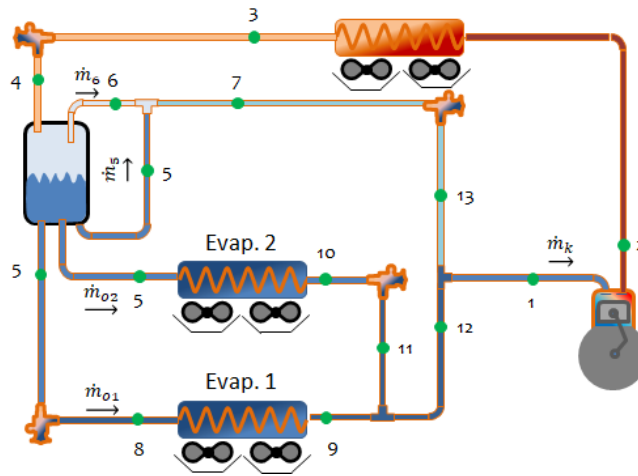 3
4
ṁ₆
6
7
ṁ₅
5
13
2
Evap. 2
10
ṁₖ
5
5
ṁₒ₂
1
11
12
Evap. 1
ṁₒ₁
8
9